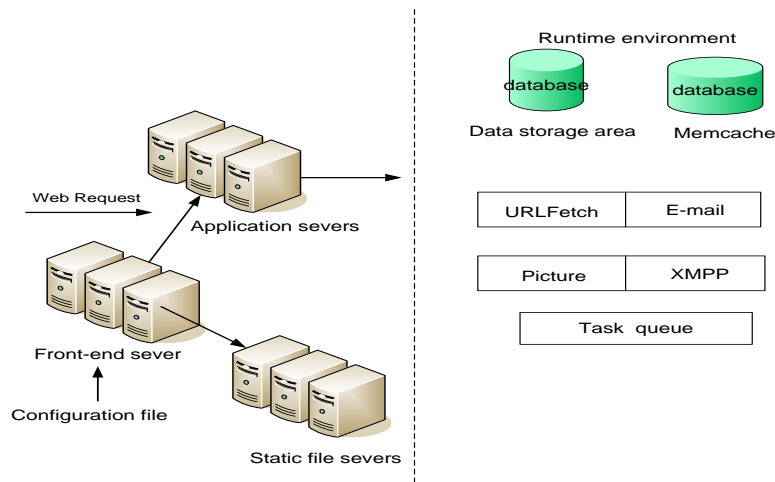 Runtime environment
database
database
Data storage area
Memcache
Web Request
Application severs
URLFetch
E-mail
Picture
XMPP
Task queue
Front-end sever
Configuration file
Static file severs